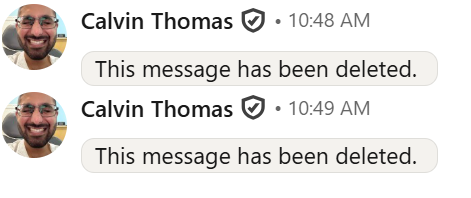 Calvin Thomas • 10:48 AM
This message has been deleted.
Calvin Thomas • 10:49 AM
This message has been deleted.